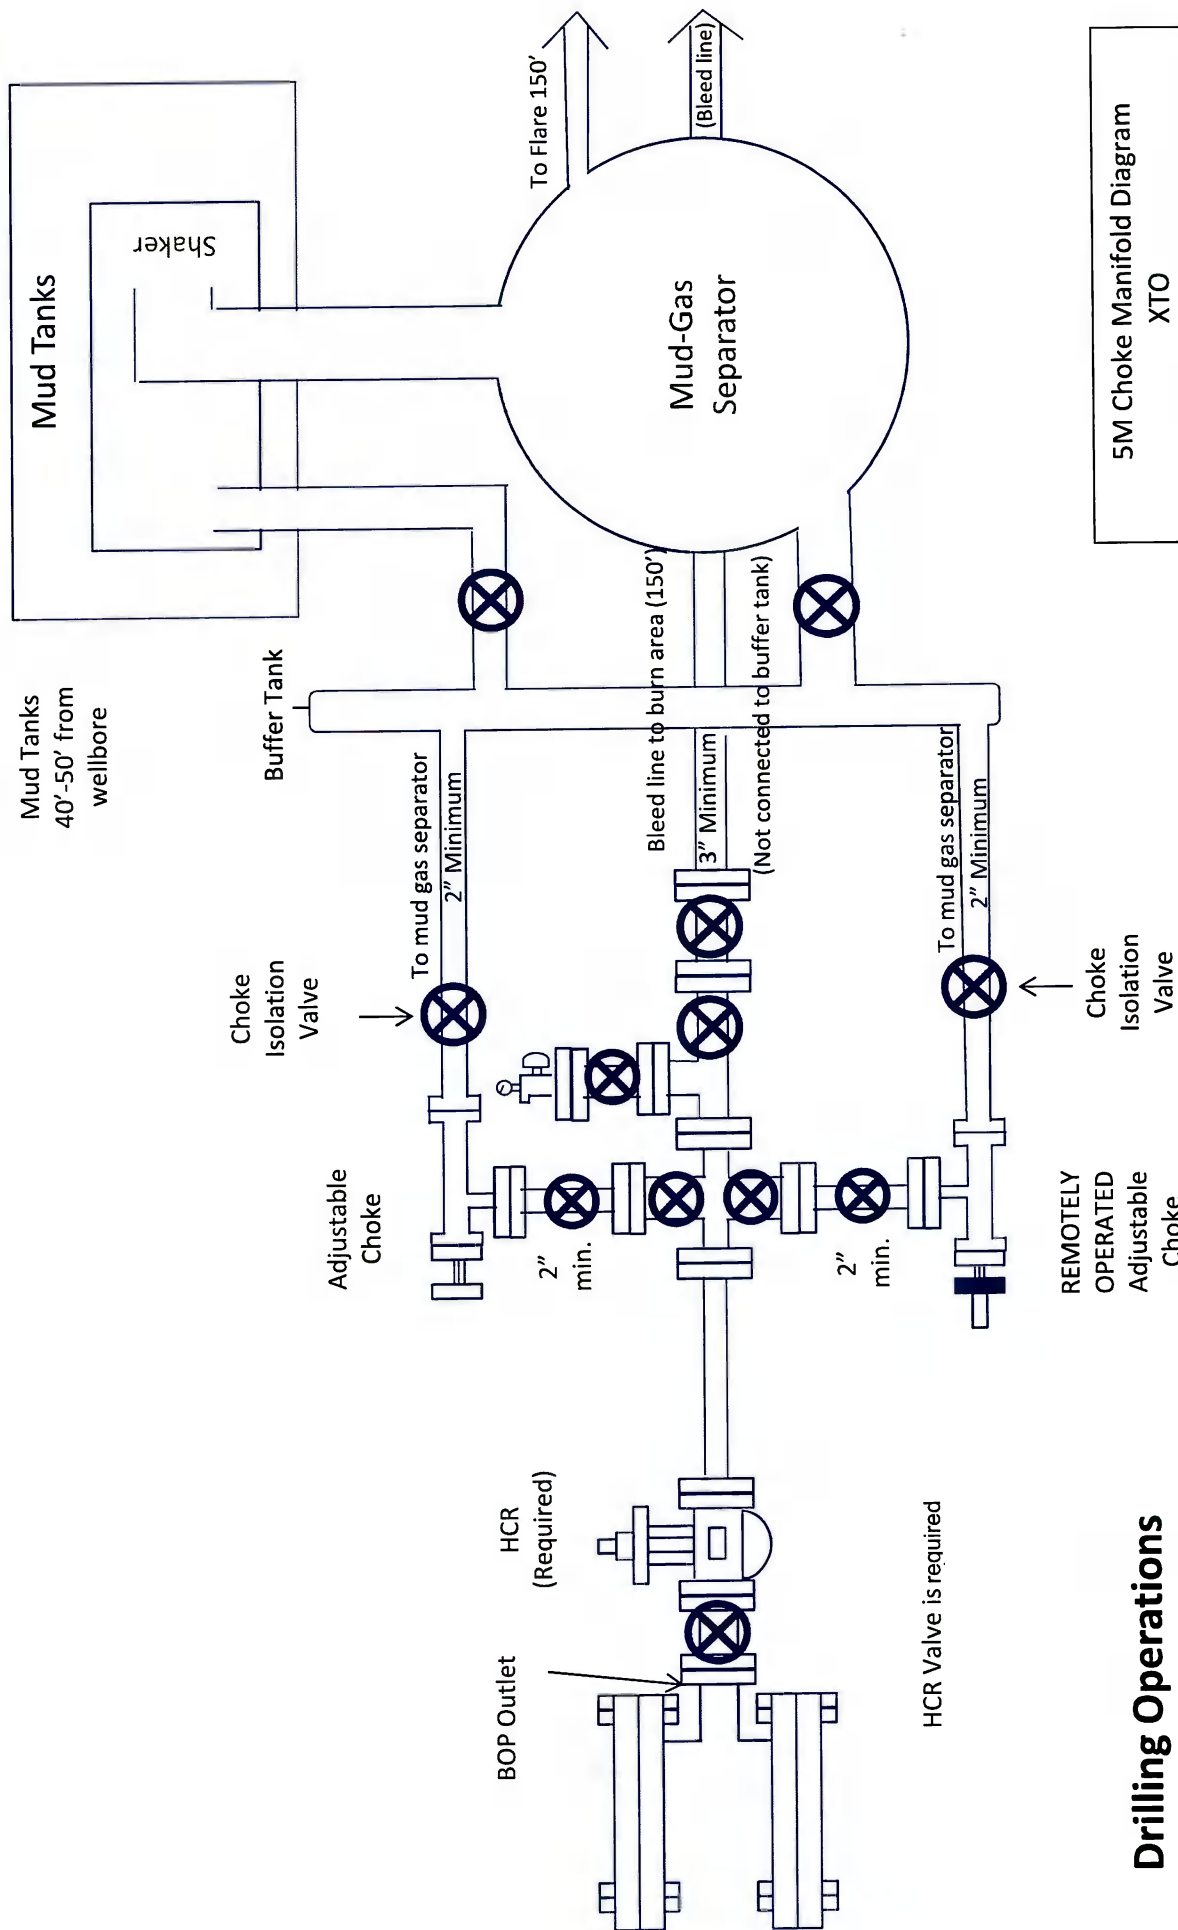 Drilling Operations
5M Choke Manifold Diagram
XTO
Mud Tanks
40'-50' from
wellbore
Mud Tanks
Shaker
Buffer Tank
To Flare 150'
(Bleed line)
Mud-Gas
Separator
Choke
Isolation
Valve
To mud gas separator
2" Minimum
Bleed line to burn area (150')
3" Minimum
(Not connected to buffer tank)
To mud gas separator
2" Minimum
Choke
Isolation
Valve
Adjustable
Choke
2"
min.
2"
min.
REMOTELY
OPERATED
Adjustable
Choke
HCR
(Required)
BOP Outlet
HCR Valve is required